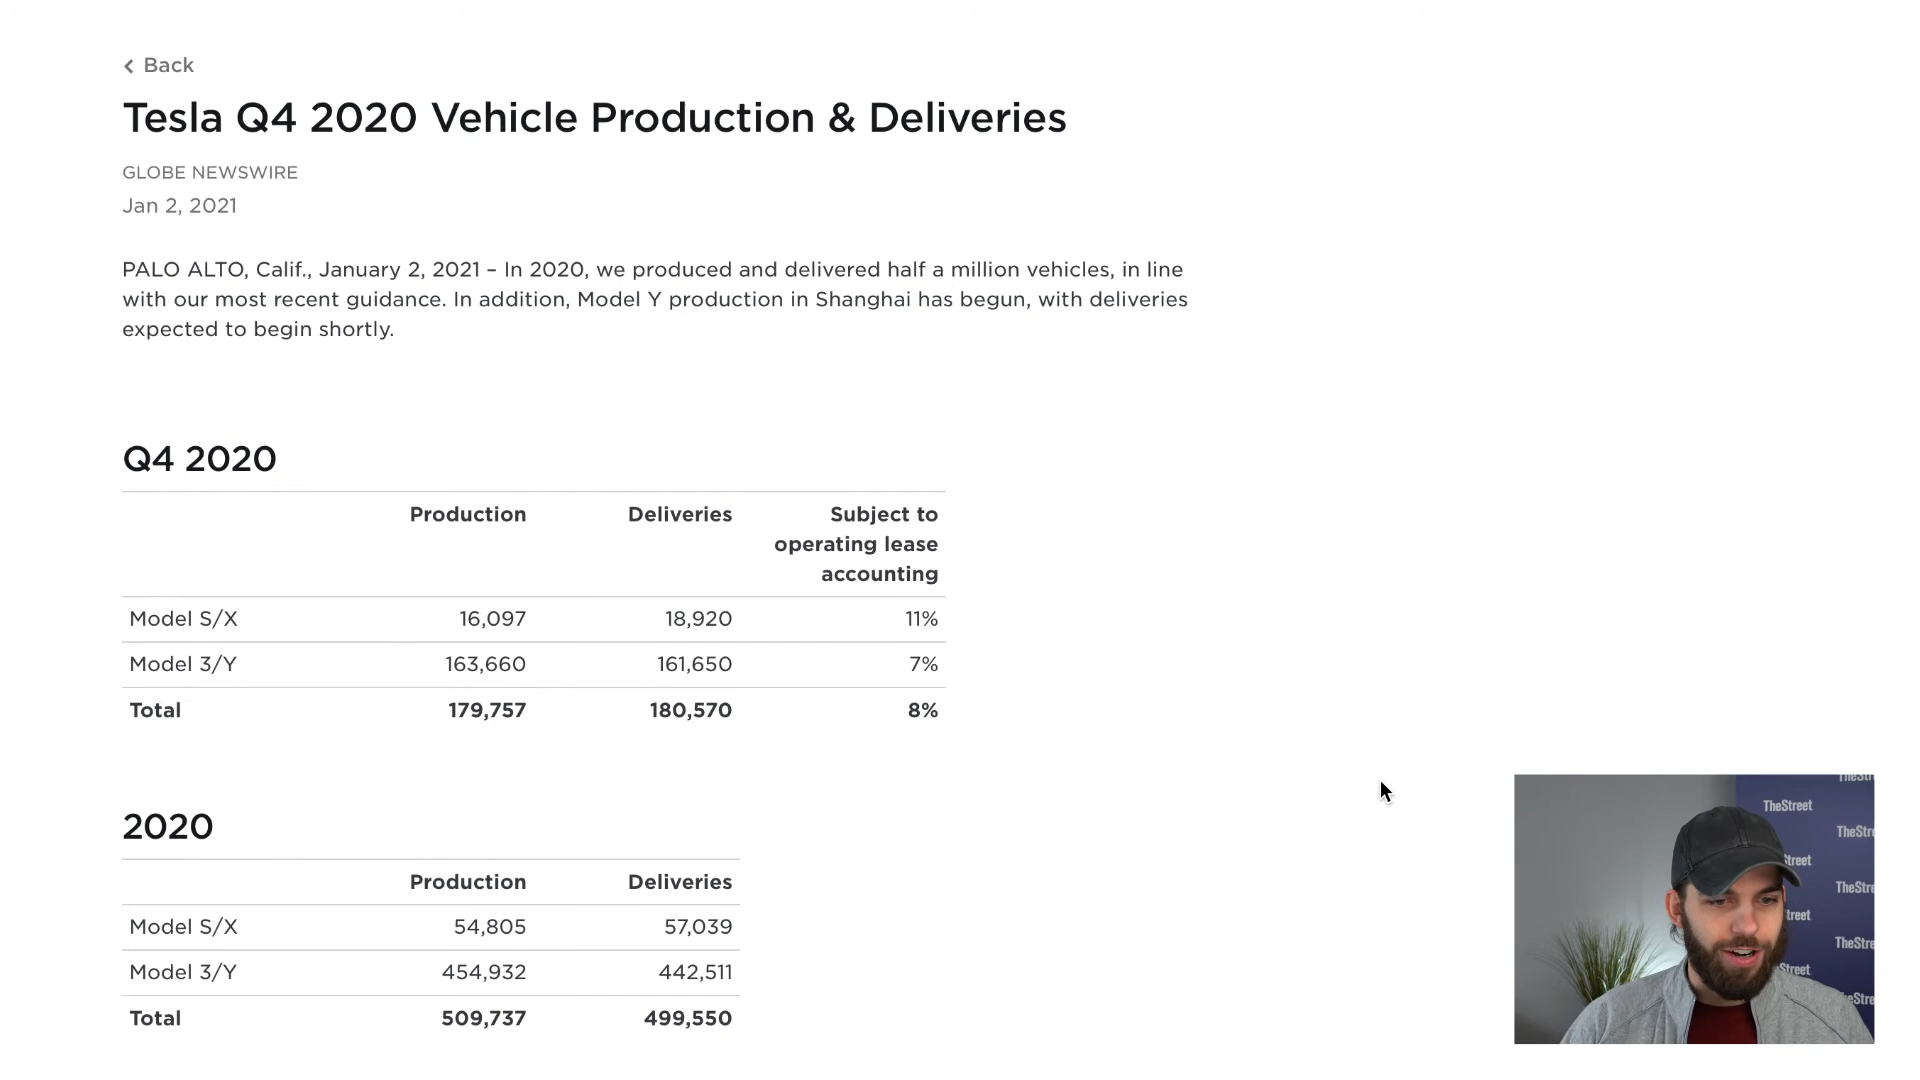 Back
Tesla Q4 2020 Vehicle Production & Deliveries
GLOBE NEWSWIRE
Jan 2, 2021
PALO ALTO, Calif., January 2, 2021 – In 2020, we produced and delivered half a million vehicles, in line
with our most recent guidance. In addition, Model Y production in Shanghai has begun, with deliveries
expected to begin shortly.
Q4 2020
Production Deliveries Subject to
operating lease
accounting
Model S/X 16,097 18,920 11%
Model 3/Y 163,660 161,650 7%
Total 179,757 180,570 8%
2020
Production Deliveries
Model S/X 54,805 57,039
Model 3/Y 454,932 442,511
Total 509,737 499,550
TheStreet